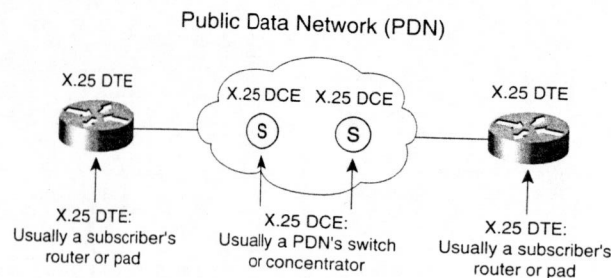 Public Data Network (PDN)
X.25 DTE
X.25 DCE X.25 DCE
X.25 DTE
S
S
X.25 DTE:
Usually a subscriber's
router or pad
X.25 DCE:
Usually a PDN's switch
or concentrator
X.25 DTE:
Usually a subscriber's
router or pad